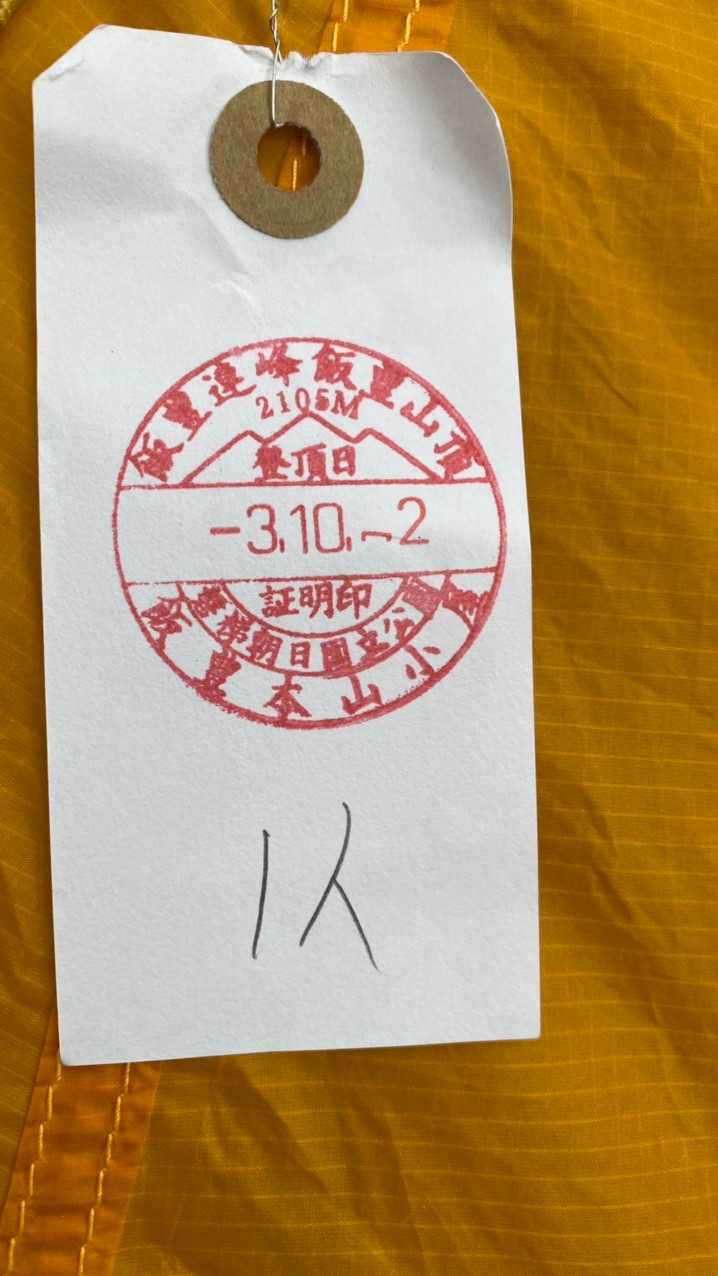 飯豊連峰飯豊山頂
2105M
登頂日
-3.10.-2
証明印
磐梯朝日国立公園
飯豊本山小屋
1人